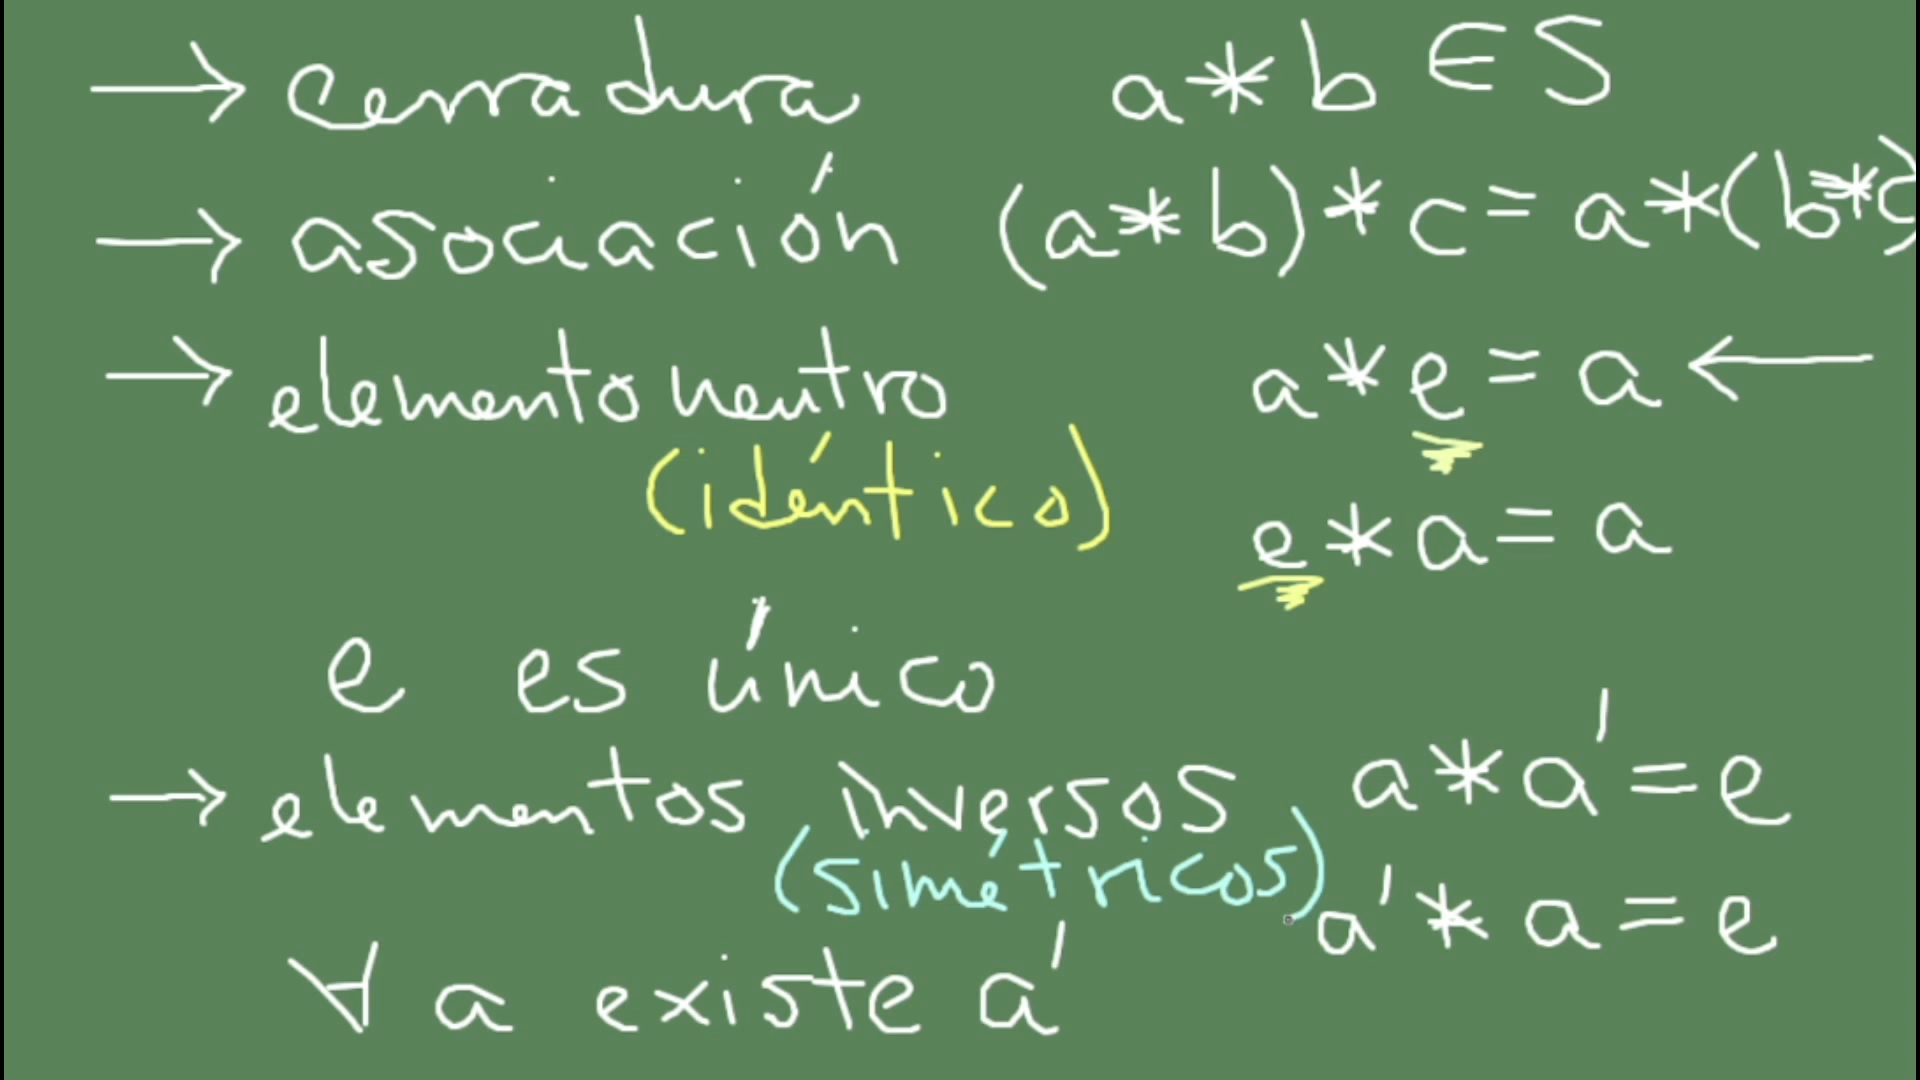 → cerradura a * b ∈ S
→ asociación (a * b) * c = a * (b * c)
→ elemento neutro a * e = a ←
(idéntico)
e * a = a
e es único
→ elementos inversos a * a' = e
(simétricos) a' * a = e
∀ a existe a'